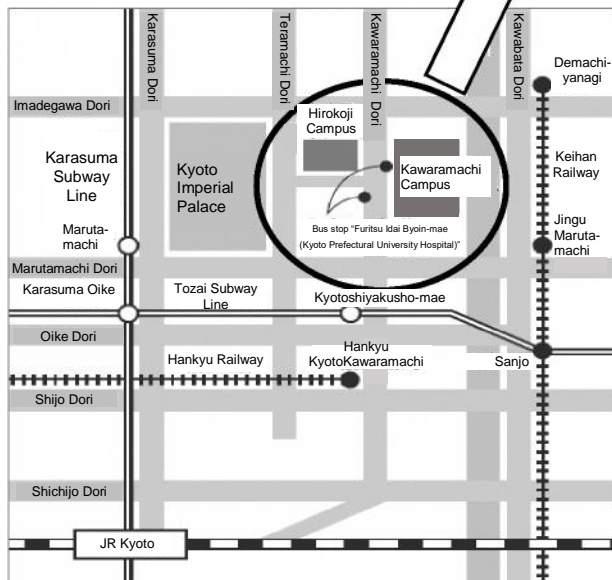 Karasuma Dori
Teramachi Dori
Kawaramachi Dori
Kawabata Dori
Demachi-
yanagi
Imadegawa Dori
Hirokoji
Campus
Karasuma
Subway
Line
Kyoto
Imperial
Palace
Kawaramachi
Campus
Keihan
Railway
Bus stop “Furitsu Idai Byoin-mae
(Kyoto Prefectural University Hospital)”
Maruta-
machi
Jingu
Maruta-
machi
Marutamachi Dori
Karasuma Oike
Tozai Subway
Line
Kyotoshiyakusho-mae
Oike Dori
Hankyu Railway
Hankyu
KyotoKawaramachi
Sanjo
Shijo Dori
Shichijo Dori
JR Kyoto